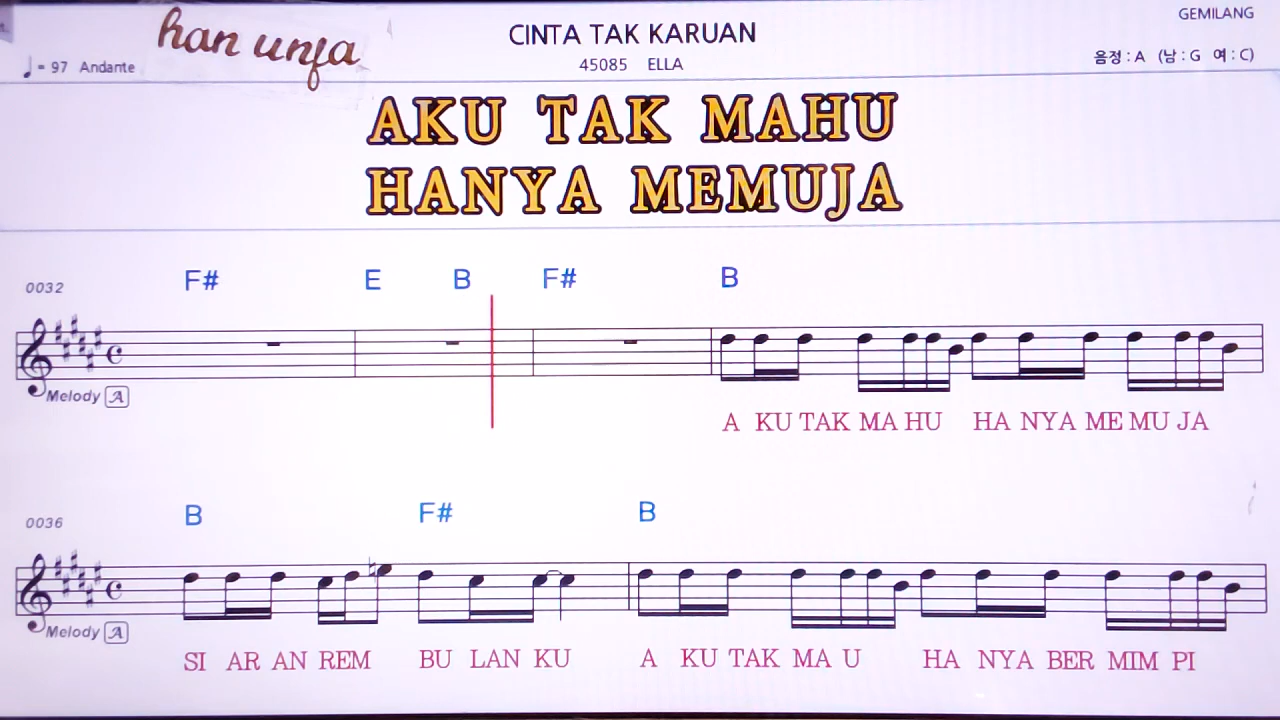 GEMILANG
han unja
CINTA TAK KARUAN
♩ = 97 Andante
45085 ELLA
음정 : A (남 : G 여 : C)
AKU TAK MAHU
HANYA MEMUJA
0032
F# E B F# B
Melody A
A KU TAK MA HU HA NYA ME MU JA
0036
B F# B
Melody A
SI AR AN REM BU LAN KU A KU TAK MA U HA NYA BER MIM PI